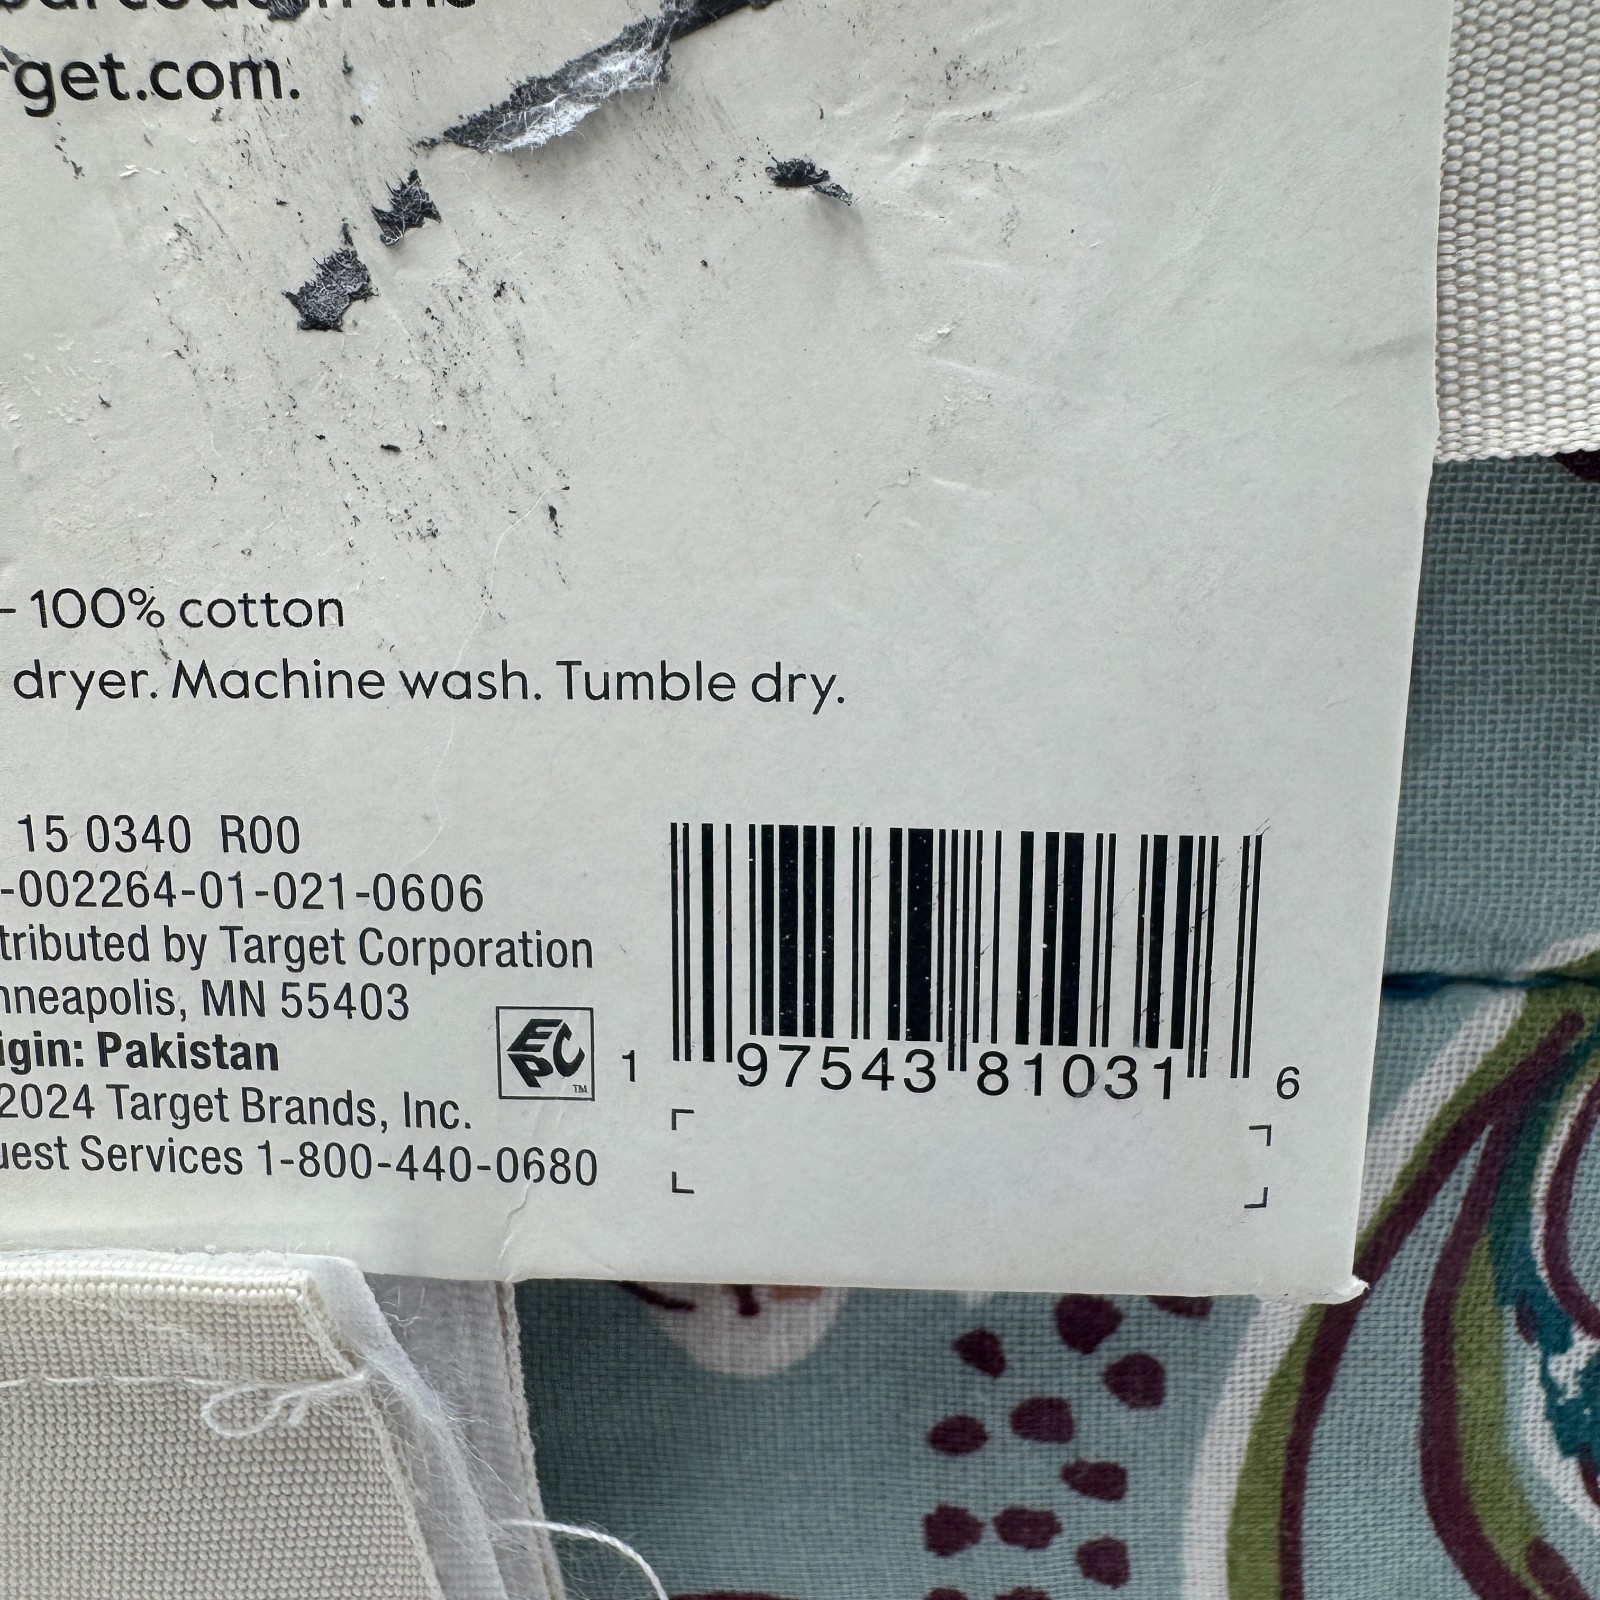 rget.com.
- 100% cotton
dryer. Machine wash. Tumble dry.
15 0340 R00
-002264-01-021-0606
tributed by Target Corporation
nneapolis, MN 55403
igin: Pakistan
2024 Target Brands, Inc.
uest Services 1-800-440-0680
EPC
TM
1 97543 81031 6